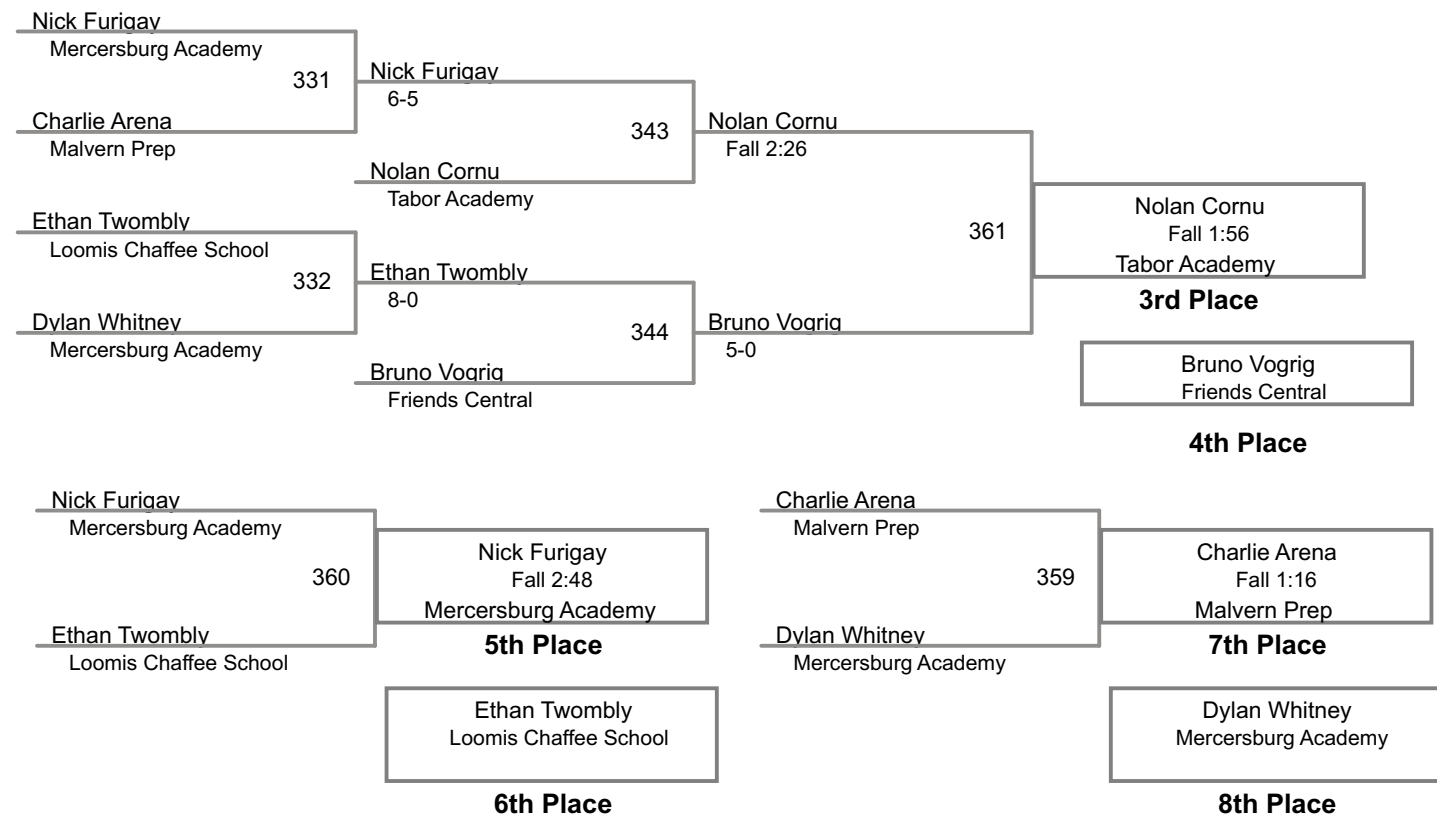 Nick Furigay
Mercersburg Academy
331
Nick Furigay
6-5
Charlie Arena
Malvern Prep
343
Nolan Cornu
Fall 2:26
Nolan Cornu
Tabor Academy
Ethan Twombly
Loomis Chaffee School
361
Nolan Cornu
Fall 1:56
Tabor Academy
3rd Place
332
Ethan Twombly
8-0
Dylan Whitney
Mercersburg Academy
344
Bruno Vogrig
5-0
Bruno Vogrig
Friends Central
Bruno Vogrig
Friends Central
4th Place
Nick Furigay
Mercersburg Academy
360
Nick Furigay
Fall 2:48
Mercersburg Academy
5th Place
Ethan Twombly
Loomis Chaffee School
Ethan Twombly
Loomis Chaffee School
6th Place
Charlie Arena
Malvern Prep
359
Charlie Arena
Fall 1:16
Malvern Prep
7th Place
Dylan Whitney
Mercersburg Academy
Dylan Whitney
Mercersburg Academy
8th Place